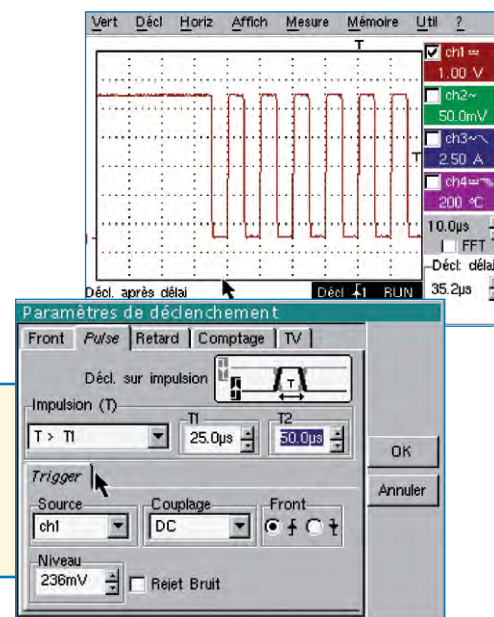 Vert Décl Horiz Affich Mesure Mémoire Util ?
T
ch1
1.00 V
ch2~
50.0mV
ch3~
T
2.50 A
ch4
200 °C
10.0µs
FFT
Décl: délai
35.2µs
Décl. après délai
Décl 1 RUN
Paramètres de déclenchement
Front Pulse Retard Comptage TV
Décl. sur impulsion
T
Impulsion (T)
T > T1
T1
25.0µs
T2
50.0µs
OK
Annuler
Trigger
Source
ch1
Couplage
DC
Front
Niveau
236mV
Rejet Bruit